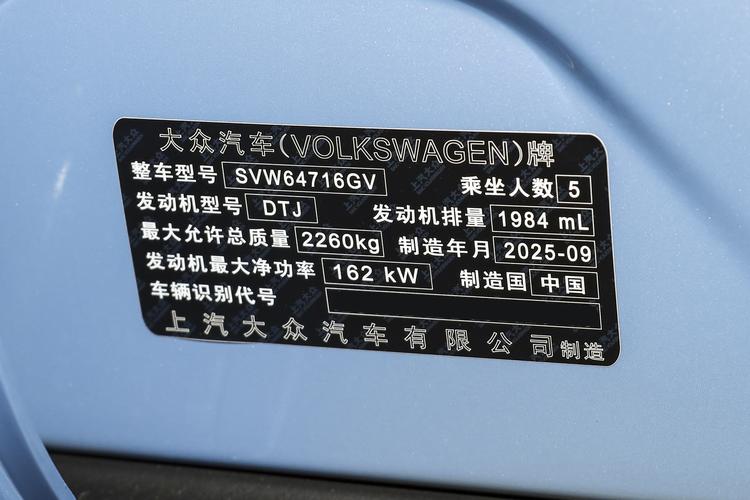 大众汽车(VOLKSWAGEN)牌
整车型号 SVW64716GV 乘坐人数 5
发动机型号 DTJ 发动机排量 1984 mL
最大允许总质量 2260kg 制造年月 2025-09
发动机最大净功率 162 kW 制造国 中国
车辆识别代号
上汽大众汽车有限公司制造